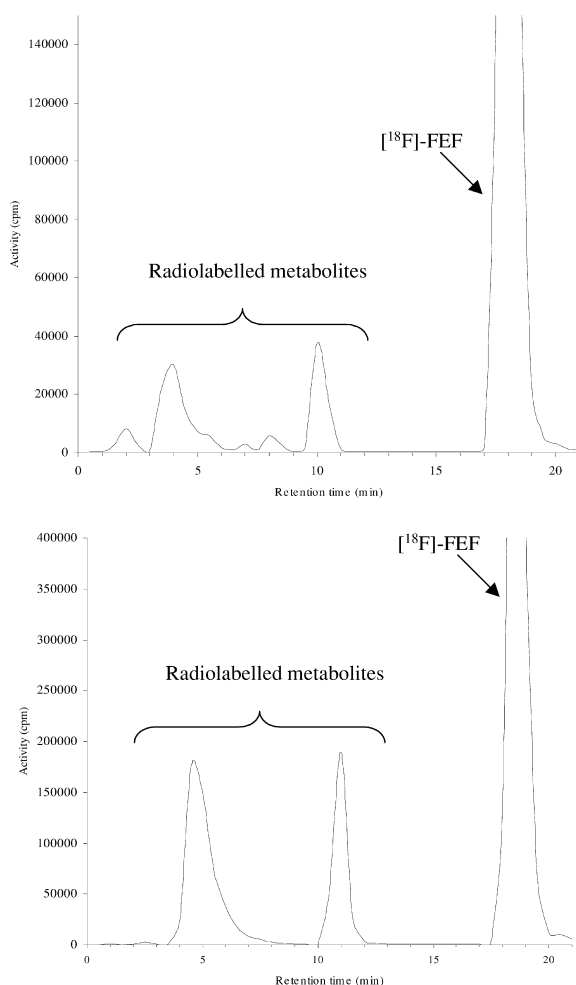 140000
120000
100000
80000
60000
40000
20000
0
Activity (cpm)
[18F]-FEF
Radiolabelled metabolites
0 5 10 15 20
Retention time (min)
400000
350000
300000
250000
200000
150000
100000
50000
0
Activity (cpm)
[18F]-FEF
Radiolabelled metabolites
0 5 10 15 20
Retention time (min)